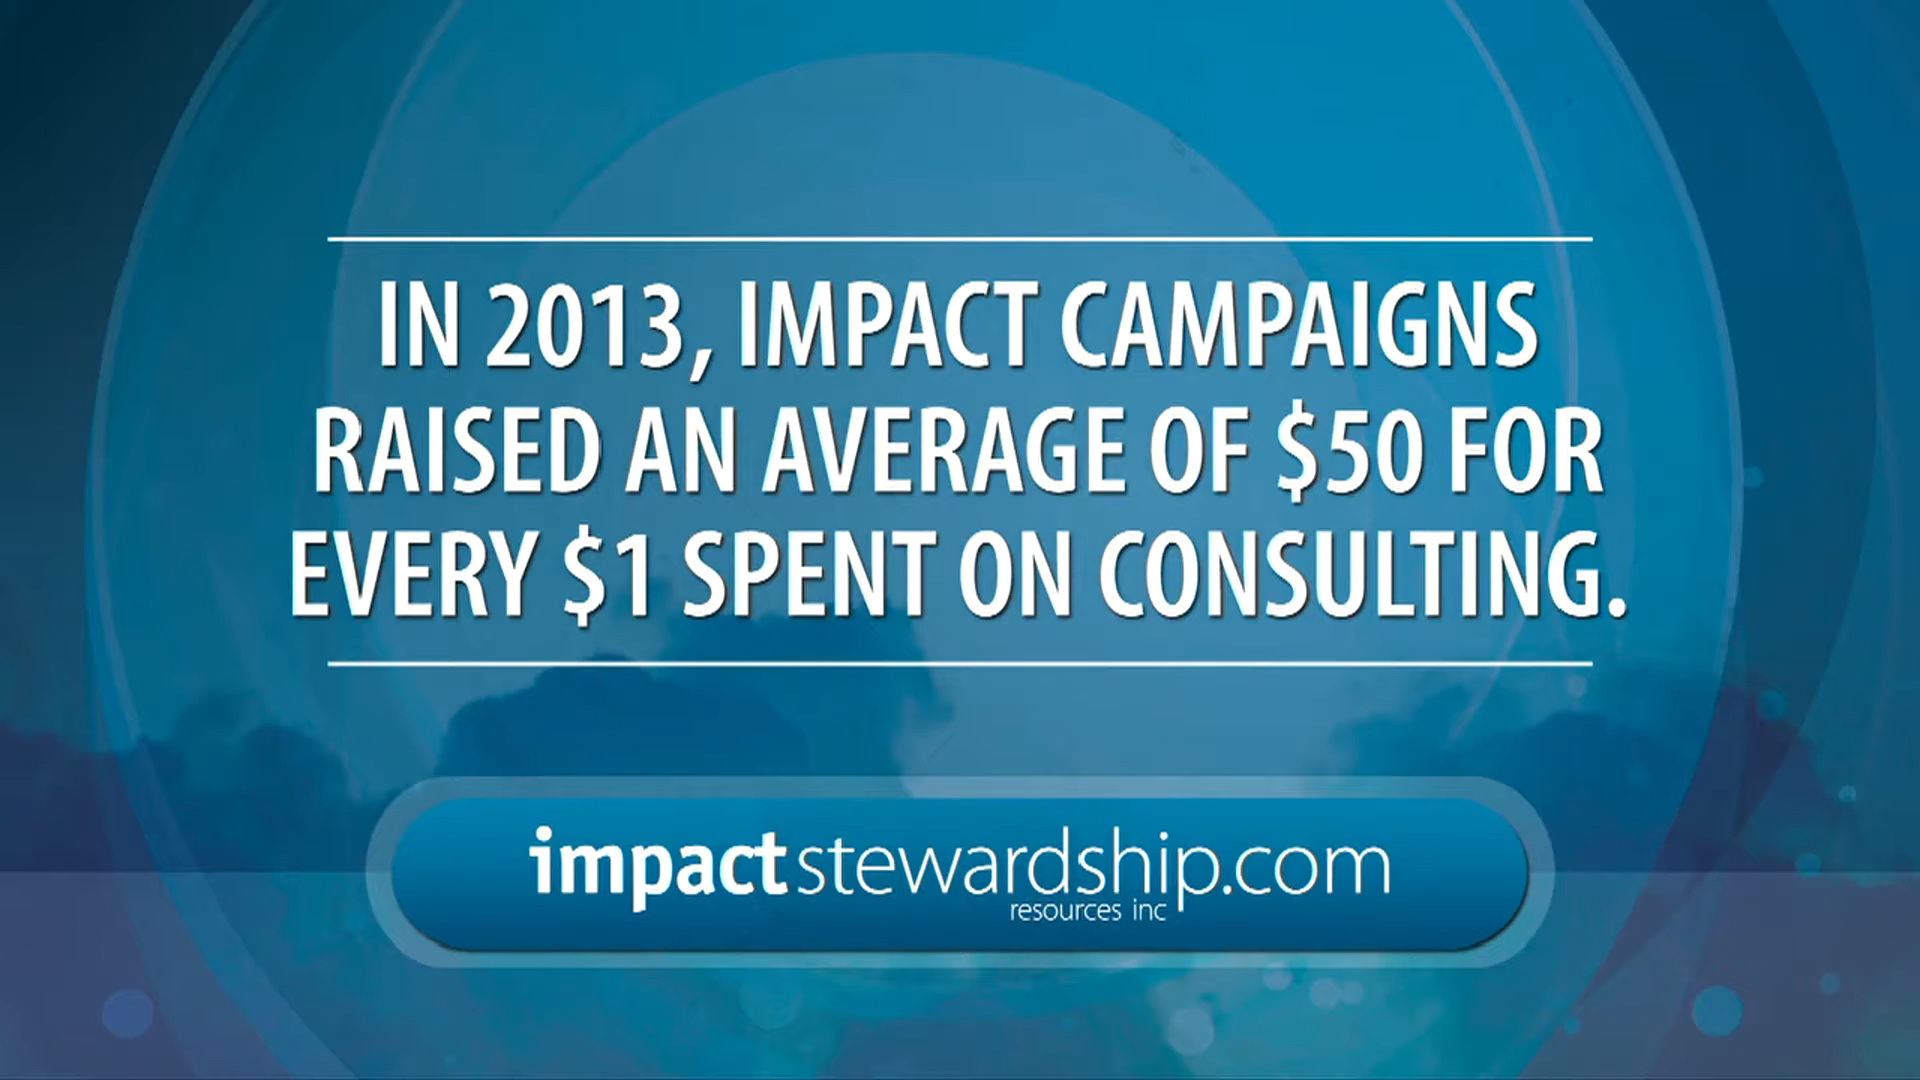 IN 2013, IMPACT CAMPAIGNS
RAISED AN AVERAGE OF $50 FOR
EVERY $1 SPENT ON CONSULTING.
impactstewardship.com
resources inc